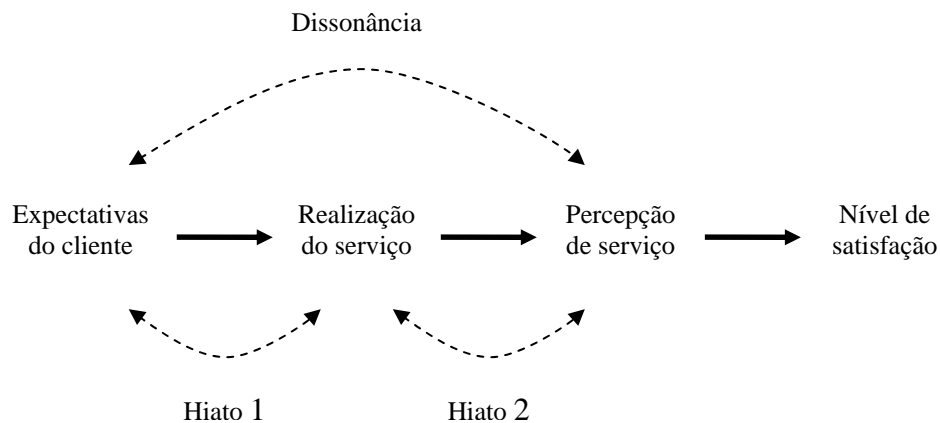 Dissonância
Expectativas
do cliente
Realização
do serviço
Percepção
de serviço
Nível de
satisfação
Hiato 1
Hiato 2